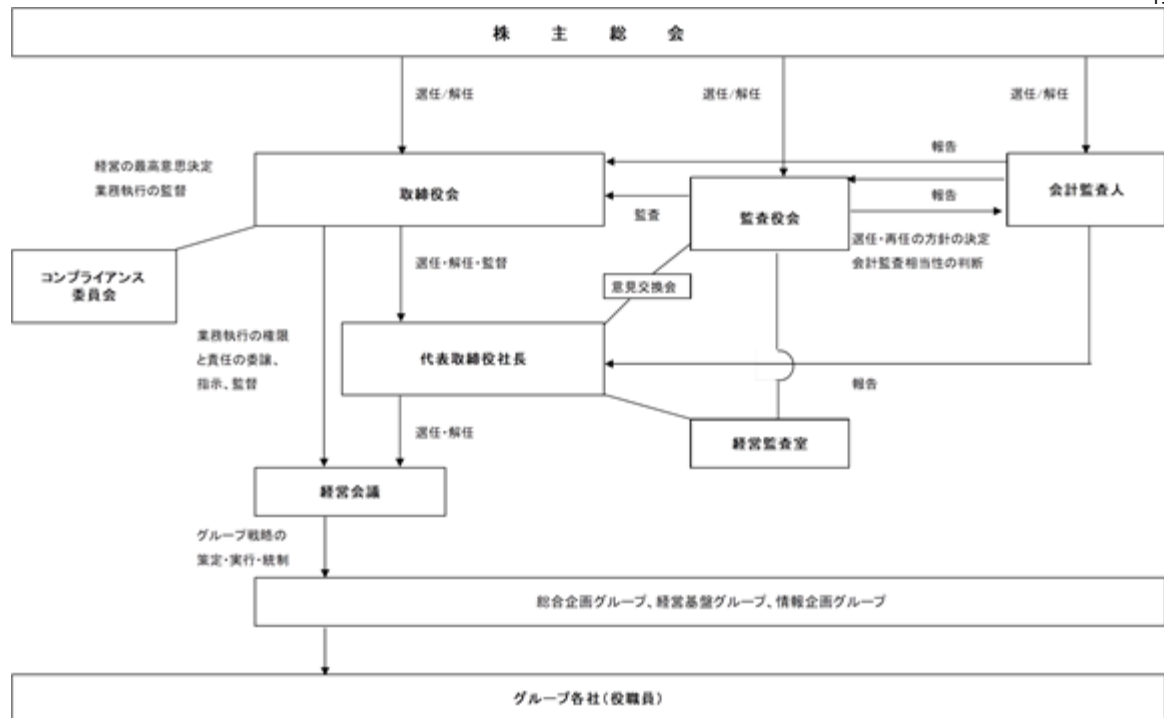 株 主 総 会
選任/解任
選任/解任
選任/解任
経営の最高意思決定
業務執行の監督
取締役会
報告
監査
監査役会
報告
会計監査人
選任・再任の方針の決定
会計監査相当性の判断
コンプライアンス
委員会
選任・解任・監督
意見交換会
業務執行の権限
と責任の委譲、
指示、監督
代表取締役社長
報告
選任・解任
経営監査室
経営会議
グループ戦略の
策定・実行・統制
総合企画グループ、経営基盤グループ、情報企画グループ
グループ各社(役職員)